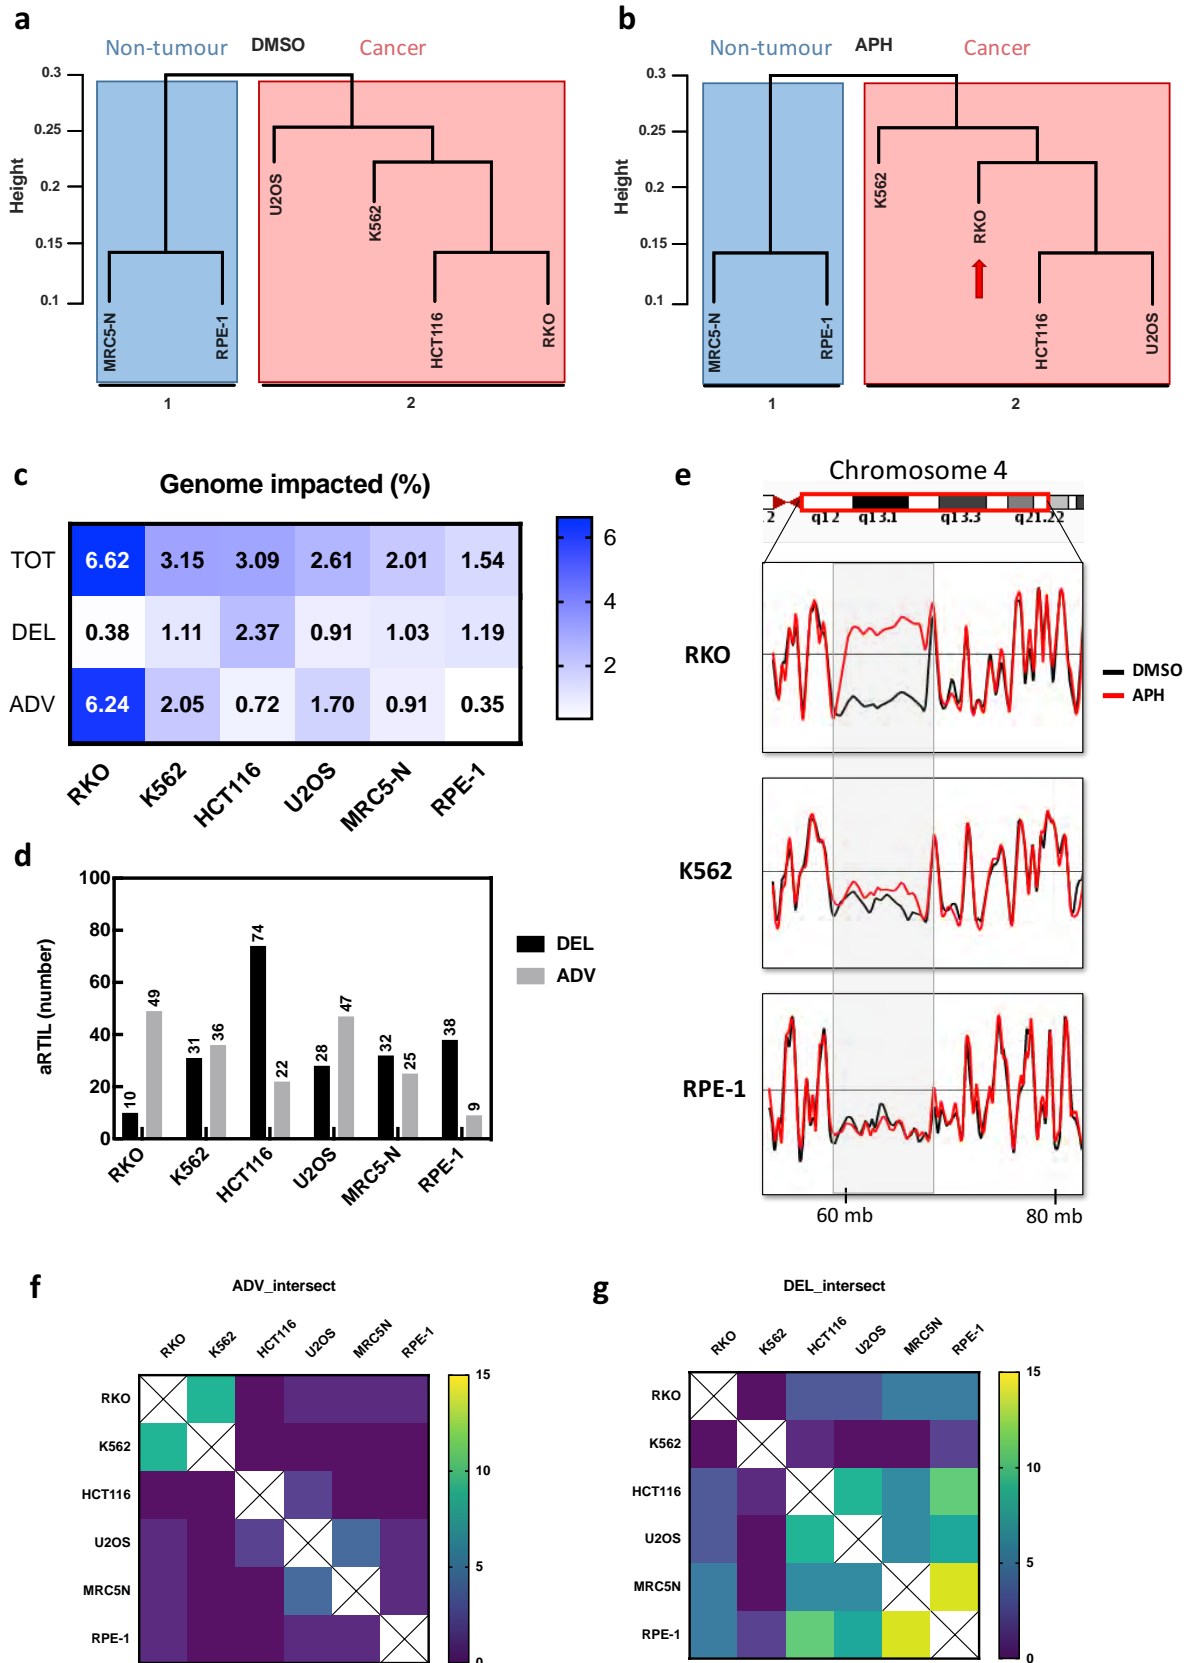 a
b
Non-tumour DMSO Cancer
Non-tumour APH Cancer
Height
0.3
0.25
0.2
0.15
0.1
U2OS
K562
MRC5-N
RPE-1
HCT116
RKO
1
2
Height
0.3
0.25
0.2
0.15
0.1
K562
RKO
MRC5-N
RPE-1
HCT116
U2OS
1
2
c
Genome impacted (%)
TOT 6.62 3.15 3.09 2.61 2.01 1.54
DEL 0.38 1.11 2.37 0.91 1.03 1.19
ADV 6.24 2.05 0.72 1.70 0.91 0.35
RKO K562 HCT116 U2OS MRC5-N RPE-1
6
4
2
d
aRTIL (number)
100
80
60
40
20
0
10 49 31 36 74 22 28 47 32 25 38 9
RKO K562 HCT116 U2OS MRC5-N RPE-1
DEL
ADV
e
Chromosome 4
2 q12 q13.1 q13.3 q21.22
RKO
K562
RPE-1
DMSO
APH
60 mb 80 mb
f
ADV_intersect
RKO K562 HCT116 U2OS MRC5N RPE-1
RKO
K562
HCT116
U2OS
MRC5N
RPE-1
15
10
5
0
g
DEL_intersect
RKO K562 HCT116 U2OS MRC5N RPE-1
RKO
K562
HCT116
U2OS
MRC5N
RPE-1
15
10
5
0